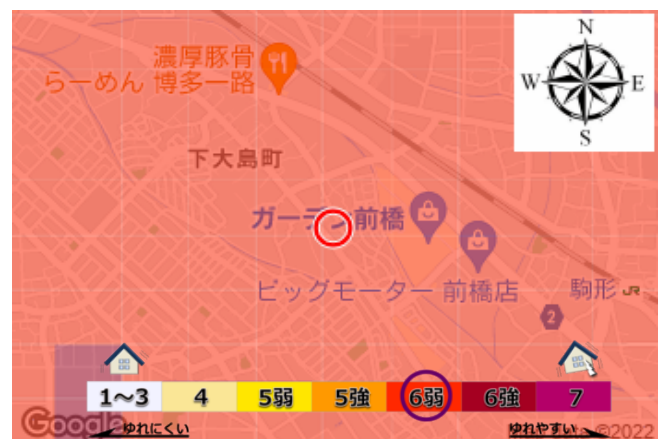 N
W E
S
濃厚豚骨
らーめん 博多一路
下大島町
ガーデン前橋
ビッグモーター 前橋店
駒形 JR
2
1〜3 4 5弱 5強 6弱 6強 7
Google
ゆれにくい ゆれやすい
©2022